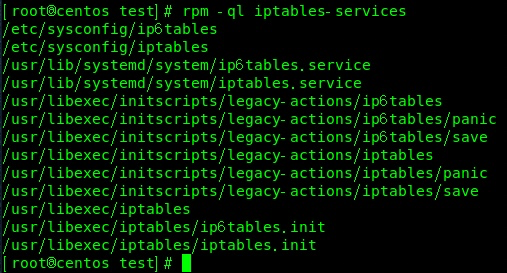 [root@centos test]# rpm -ql iptables-services
/etc/sysconfig/ip6tables
/etc/sysconfig/iptables
/usr/lib/systemd/system/ip6tables.service
/usr/lib/systemd/system/iptables.service
/usr/libexec/initscripts/legacy-actions/ip6tables
/usr/libexec/initscripts/legacy-actions/ip6tables/panic
/usr/libexec/initscripts/legacy-actions/ip6tables/save
/usr/libexec/initscripts/legacy-actions/iptables
/usr/libexec/initscripts/legacy-actions/iptables/panic
/usr/libexec/initscripts/legacy-actions/iptables/save
/usr/libexec/iptables
/usr/libexec/iptables/ip6tables.init
/usr/libexec/iptables/iptables.init
[root@centos test]#